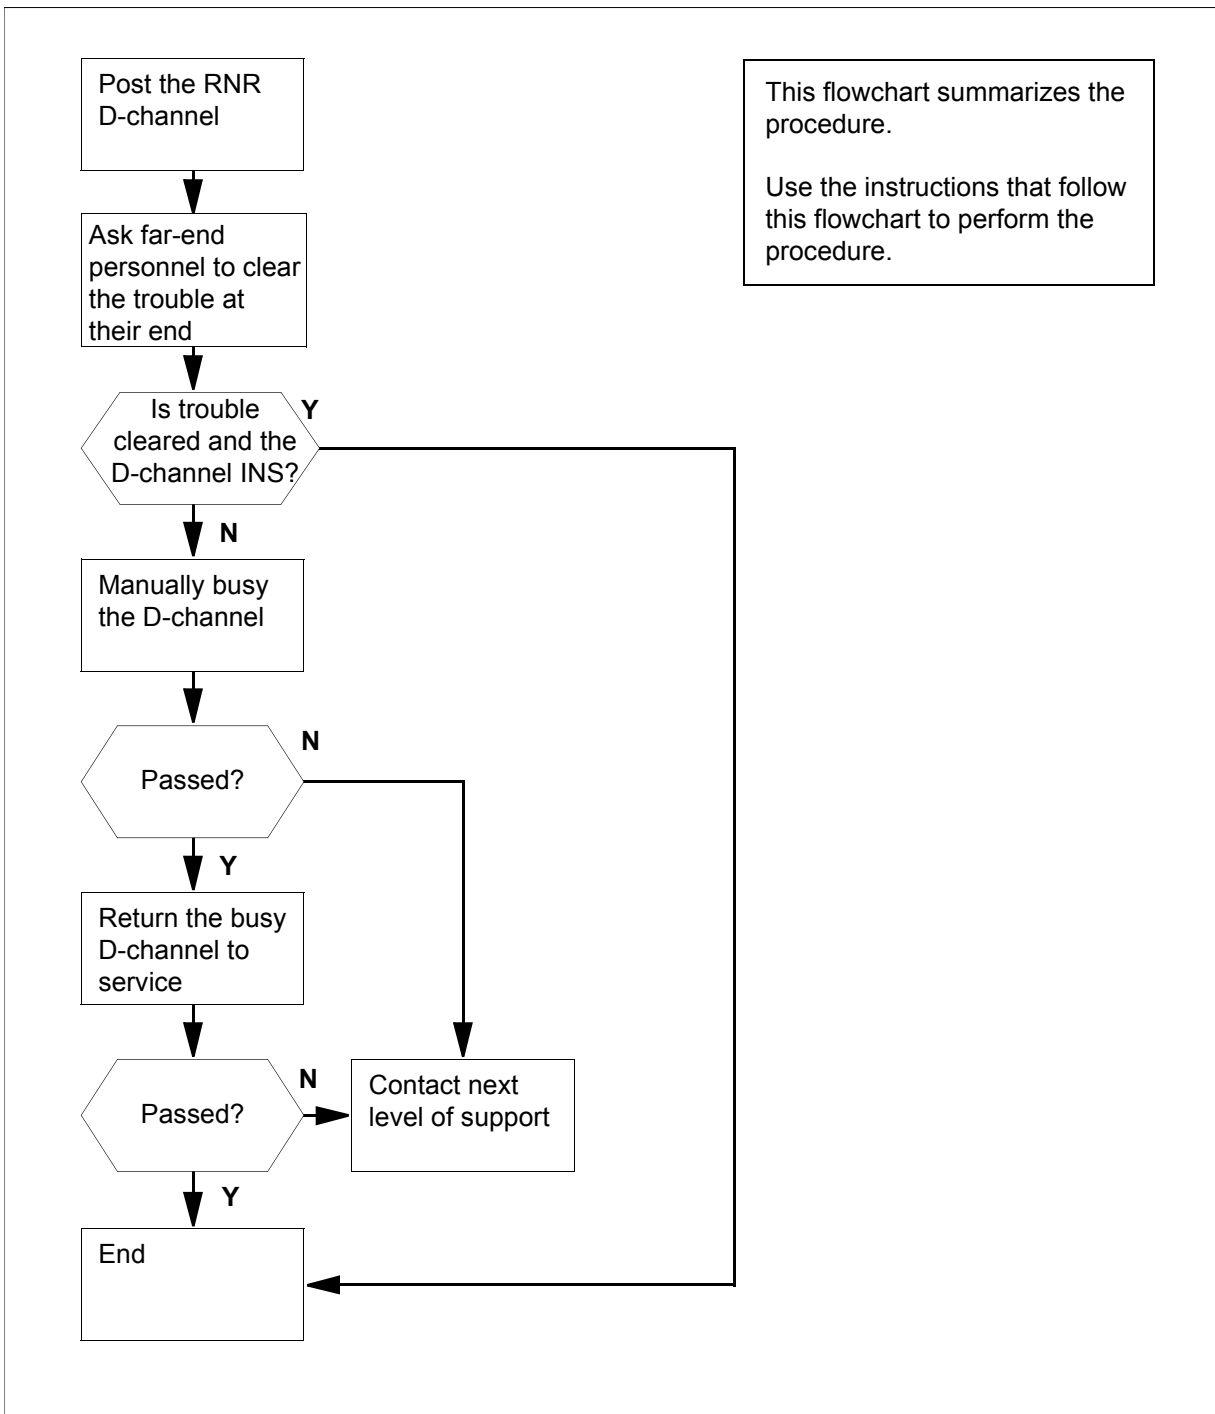 Post the RNR
D-channel
This flowchart summarizes the
procedure.
Use the instructions that follow
this flowchart to perform the
procedure.
Ask far-end
personnel to clear
the trouble at
their end
Is trouble
cleared and the
D-channel INS?
Y
N
Manually busy
the D-channel
Passed?
N
Y
Return the busy
D-channel to
service
Passed?
N
Contact next
level of support
Y
End